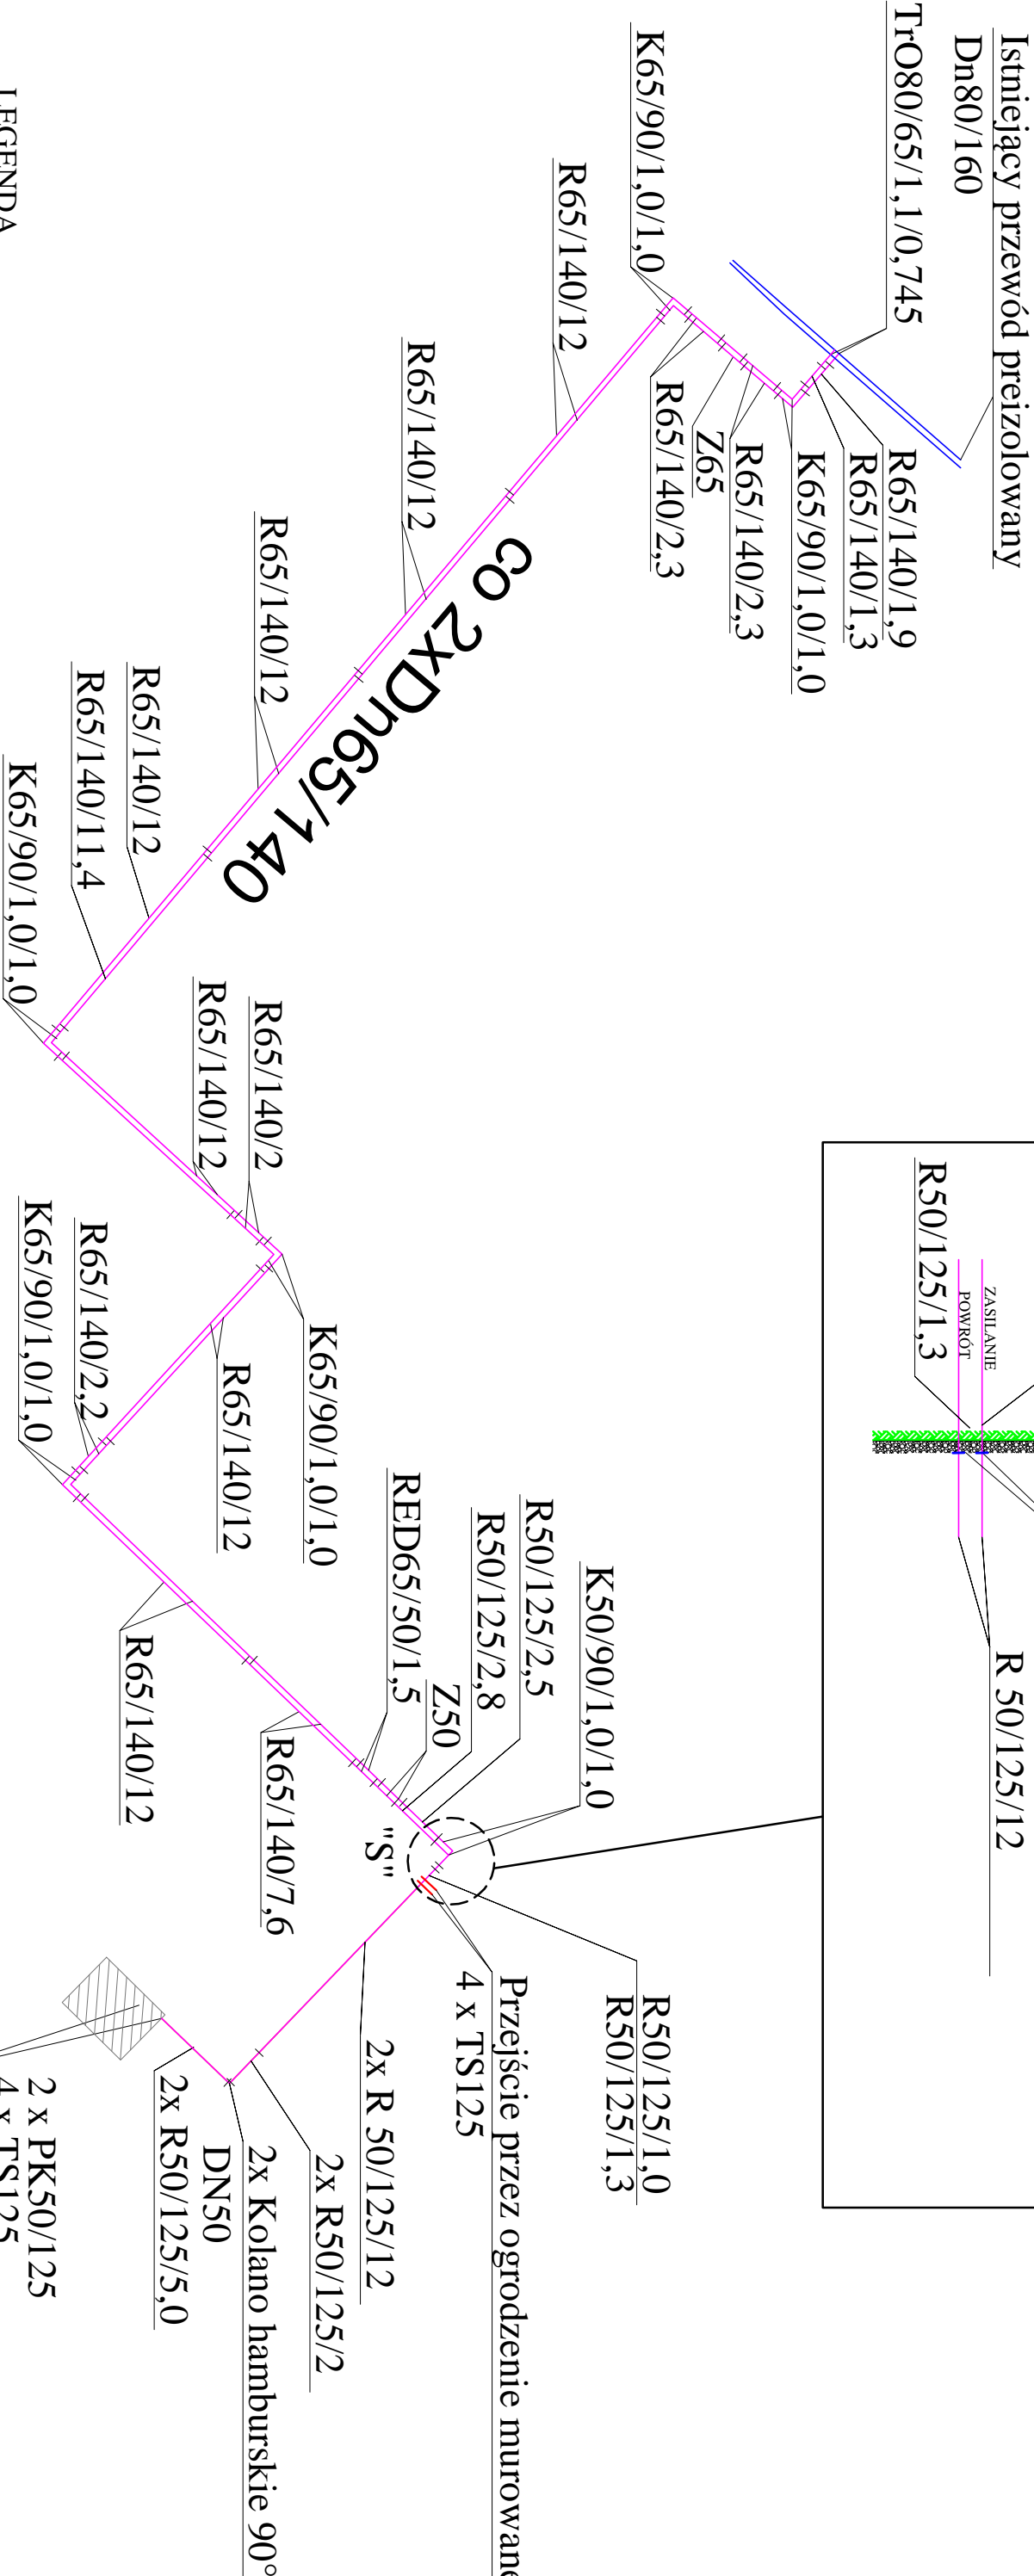 Istniejący przewód preizolowany
Dn80/160
TrO80/65/1,1/0,745
K65/90/1,0/1,0
R65/140/12
R65/140/1,9
R65/140/1,3
K65/90/1,0/1,0
R65/140/2,3
Z65
R65/140/2,3
R65/140/12
co 2xDn65/140
R65/140/12
R65/140/12
R65/140/11,4
K65/90/1,0/1,0
LEGENDA
R50/125/1,3
ZASILANIE
POWRÓT
R 50/125/12
R65/140/2
R65/140/12
K65/90/1,0/1,0
R65/140/12
R65/140/2,2
K65/90/1,0/1,0
K50/90/1,0/1,0
R50/125/2,5
R50/125/2,8
Z50
RED65/50/1,5
"S"
R65/140/7,6
R65/140/12
R50/125/1,0
R50/125/1,3
Przejście przez ogrodzenie murowane
4 x TS125
2x R 50/125/12
2x R50/125/2
2x Kolano hamburskie 90°
DN50
2x R50/125/5,0
2 x PK50/125
4 x TS125